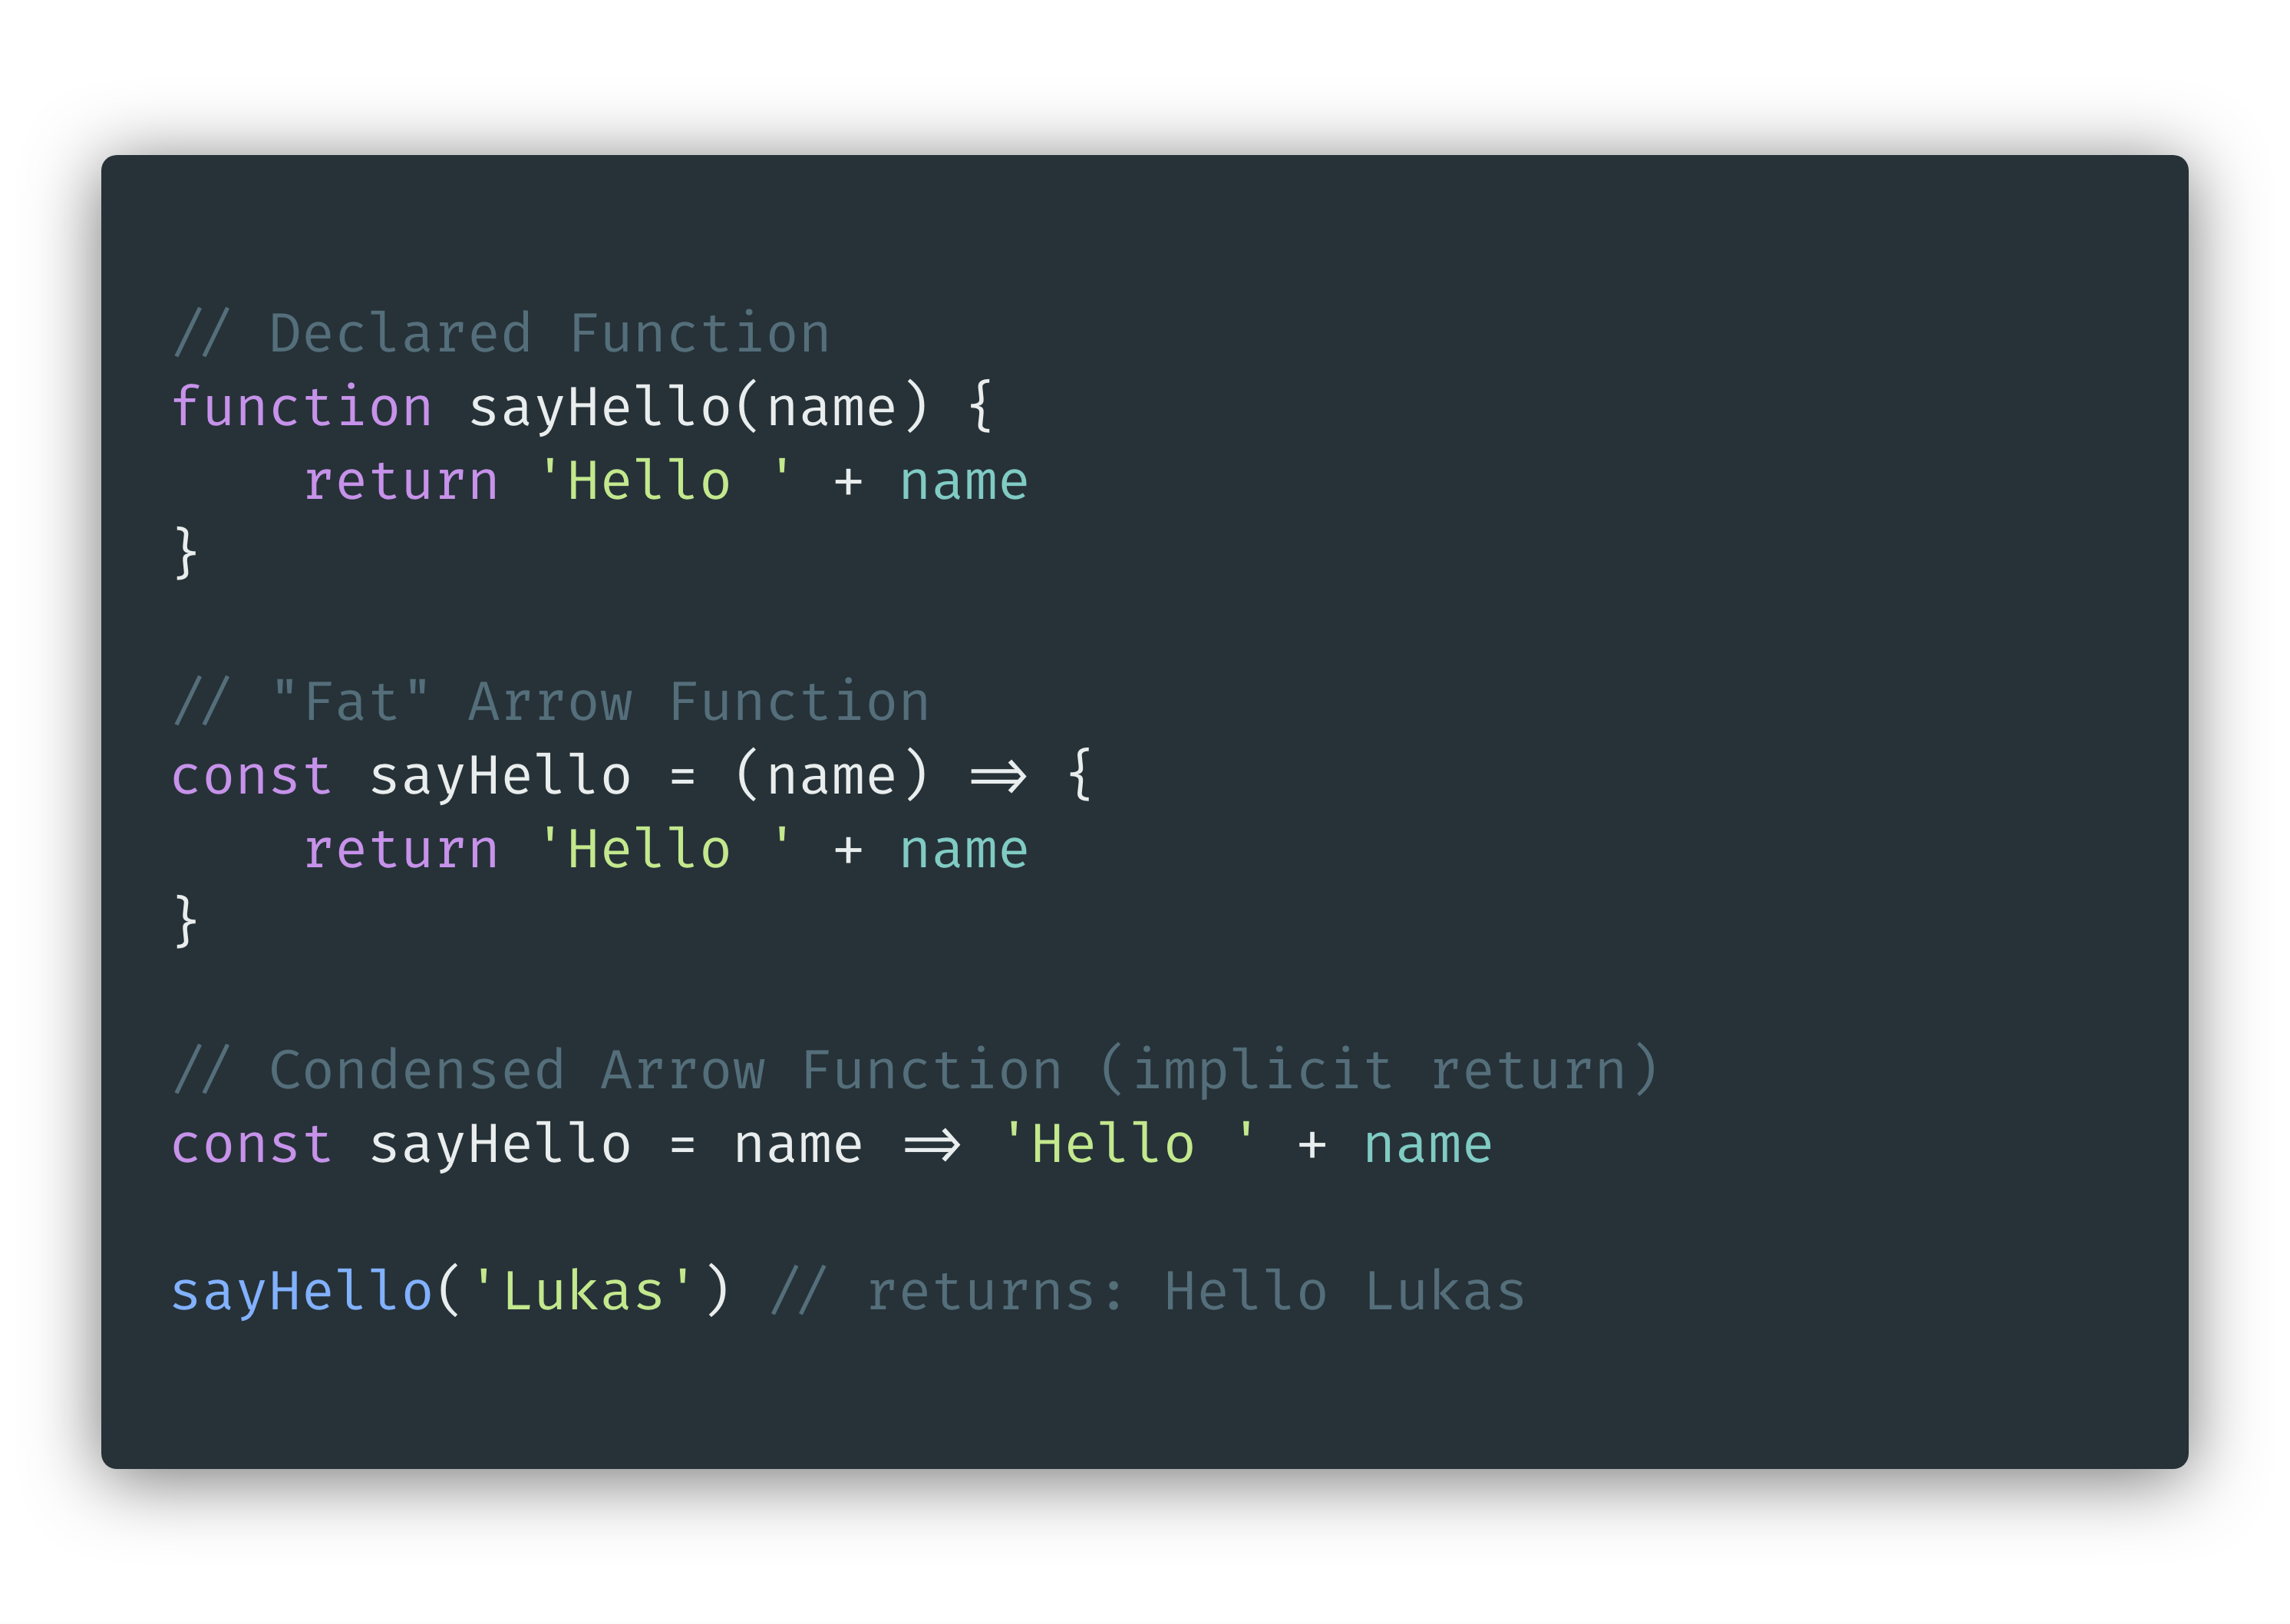 // Declared Function
function sayHello(name) {
    return 'Hello ' + name
}
// "Fat" Arrow Function
const sayHello = (name) => {
    return 'Hello ' + name
}
// Condensed Arrow Function (implicit return)
const sayHello = name => 'Hello ' + name
sayHello('Lukas') // returns: Hello Lukas